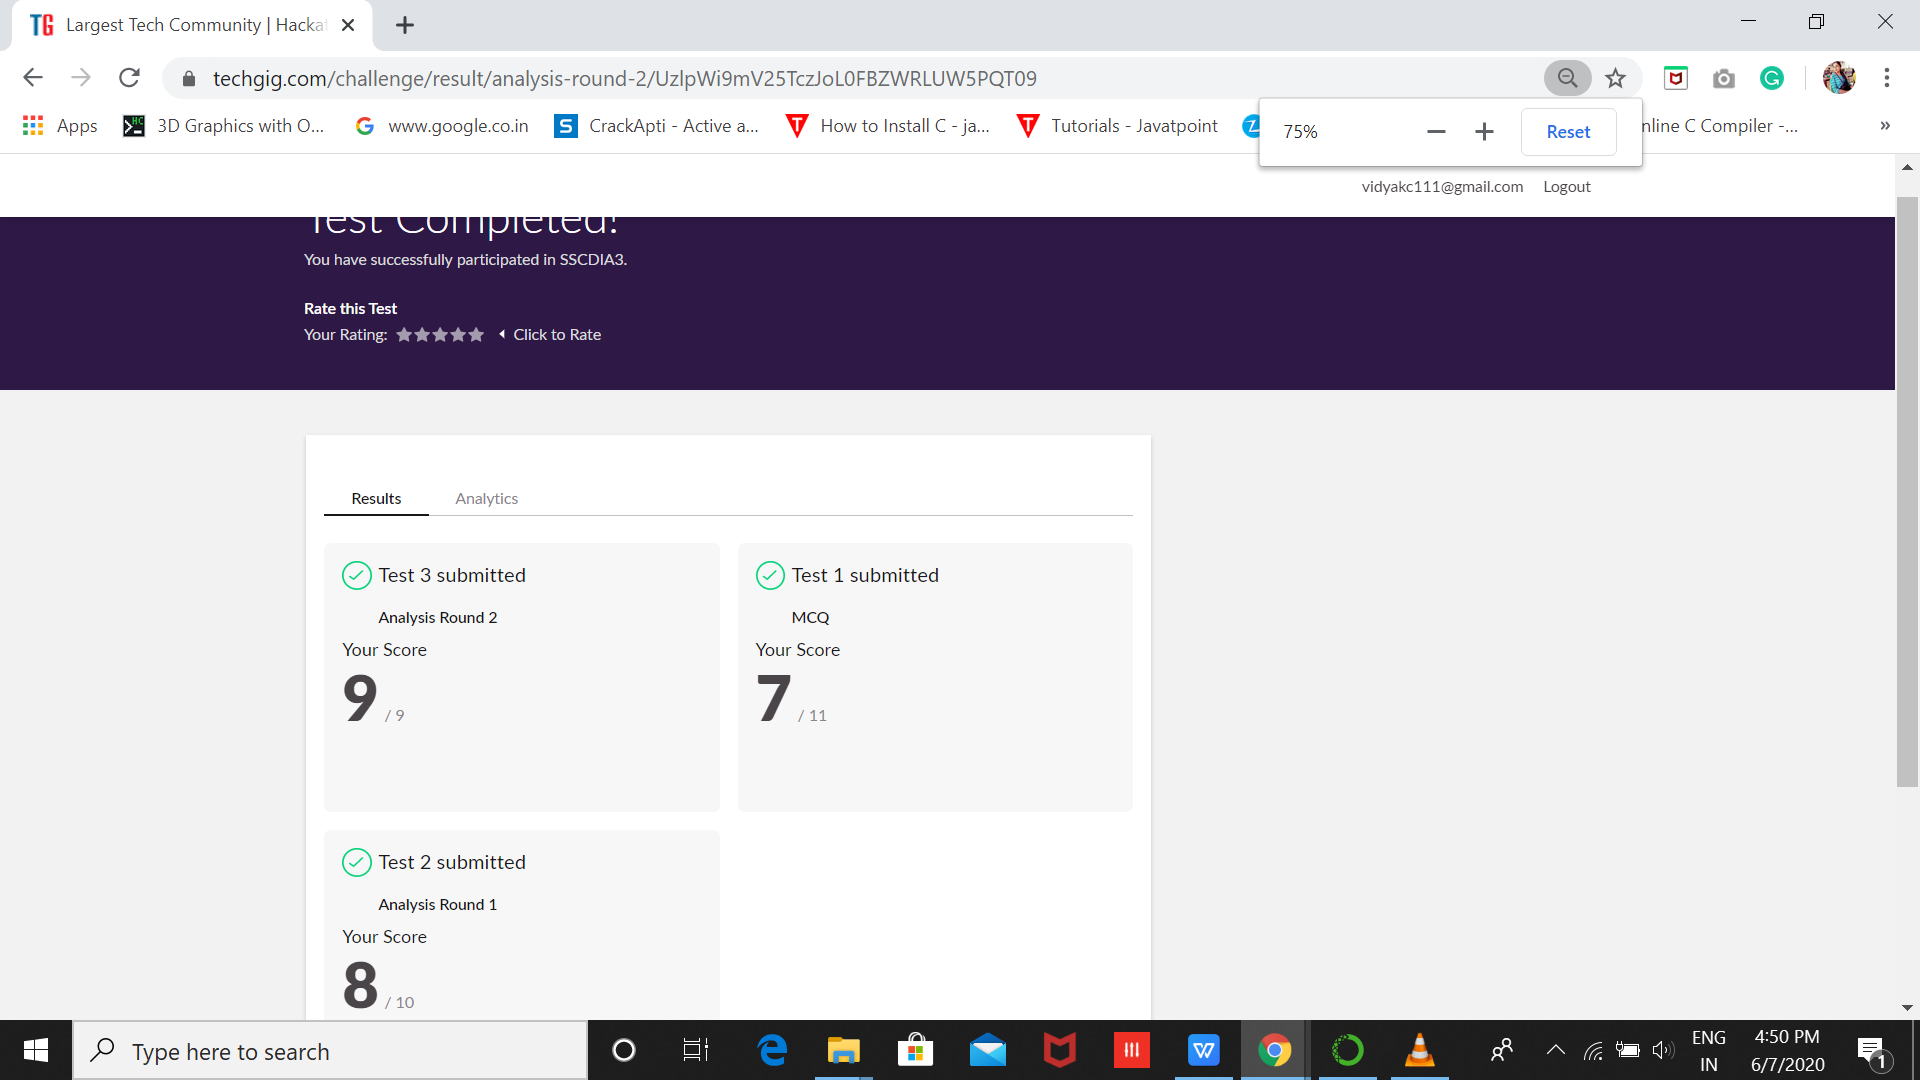 TG Largest Tech Community | Hacka
techgig.com/challenge/result/analysis-round-2/UzlpWi9mV25TczJoL0FBZWRLUW5PQT09
Apps 3D Graphics with O... www.google.co.in CrackApti - Active a... How to Install C - ja... Tutorials - Javatpoint nline C Compiler -... »
75% Reset
vidyakc111@gmail.com Logout
Test Completed!
You have successfully participated in SSCDIA3.
Rate this Test
Your Rating: Click to Rate
Results Analytics
Test 3 submitted
Analysis Round 2
Your Score
9 / 9
Test 1 submitted
MCQ
Your Score
7 / 11
Test 2 submitted
Analysis Round 1
Your Score
8 / 10
Type here to search
ENG
IN
4:50 PM
6/7/2020
1